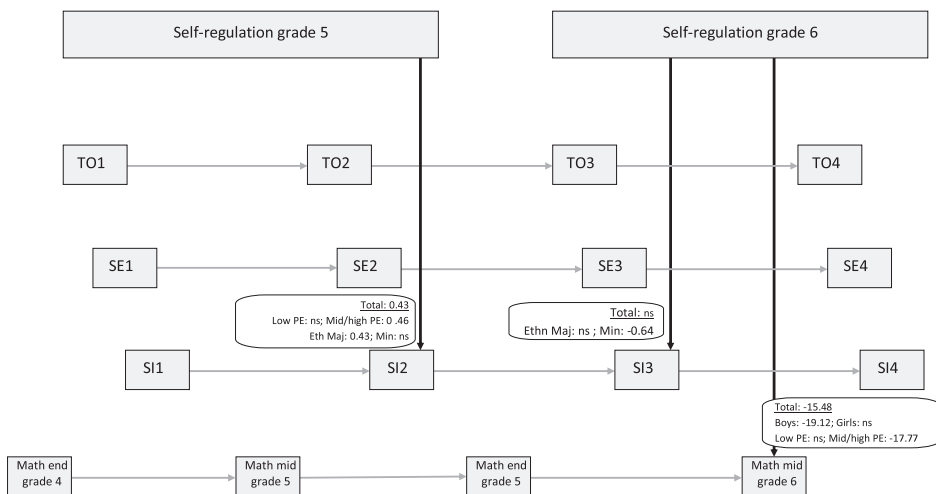 Self-regulation grade 5
Self-regulation grade 6
TO1
TO2
TO3
TO4
SE1
SE2
SE3
SE4
Total: 0.43
Low PE: ns; Mid/high PE: 0 .46
Eth Maj: 0.43; Min: ns
Total: ns
Ethn Maj: ns ; Min: -0.64
SI1
SI2
SI3
SI4
Total: -15.48
Boys: -19.12; Girls: ns
Low PE: ns; Mid/high PE: -17.77
Math end
grade 4
Math mid
grade 5
Math end
grade 5
Math mid
grade 6